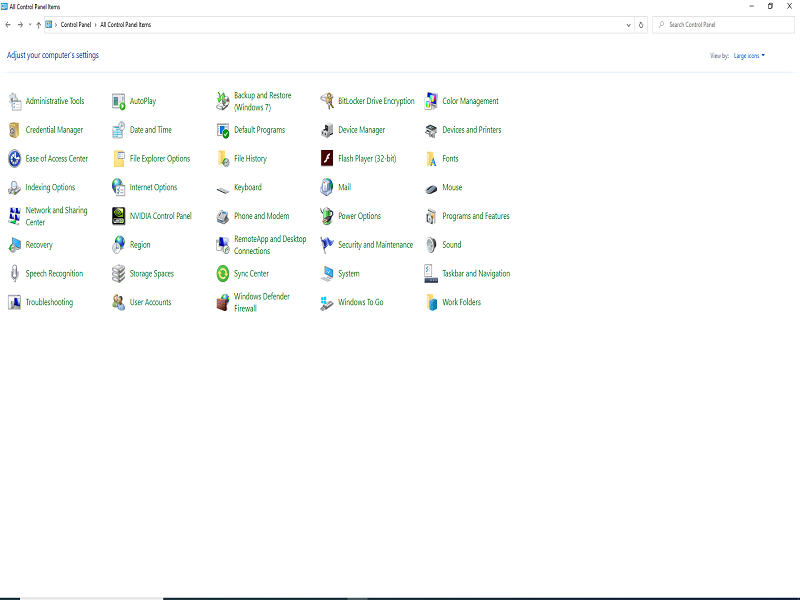 All Control Panel Items
Control Panel > All Control Panel Items
Search Control Panel
Adjust your computer's settings
View by: Large icons
Administrative Tools
AutoPlay
Backup and Restore
(Windows 7)
BitLocker Drive Encryption
Color Management
Credential Manager
Date and Time
Default Programs
Device Manager
Devices and Printers
Ease of Access Center
File Explorer Options
File History
Flash Player (32-bit)
Fonts
Indexing Options
Internet Options
Keyboard
Mail
Mouse
Network and Sharing
Center
NVIDIA Control Panel
Phone and Modem
Power Options
Programs and Features
Recovery
Region
RemoteApp and Desktop
Connections
Security and Maintenance
Sound
Speech Recognition
Storage Spaces
Sync Center
System
Taskbar and Navigation
Troubleshooting
User Accounts
Windows Defender
Firewall
Windows To Go
Work Folders